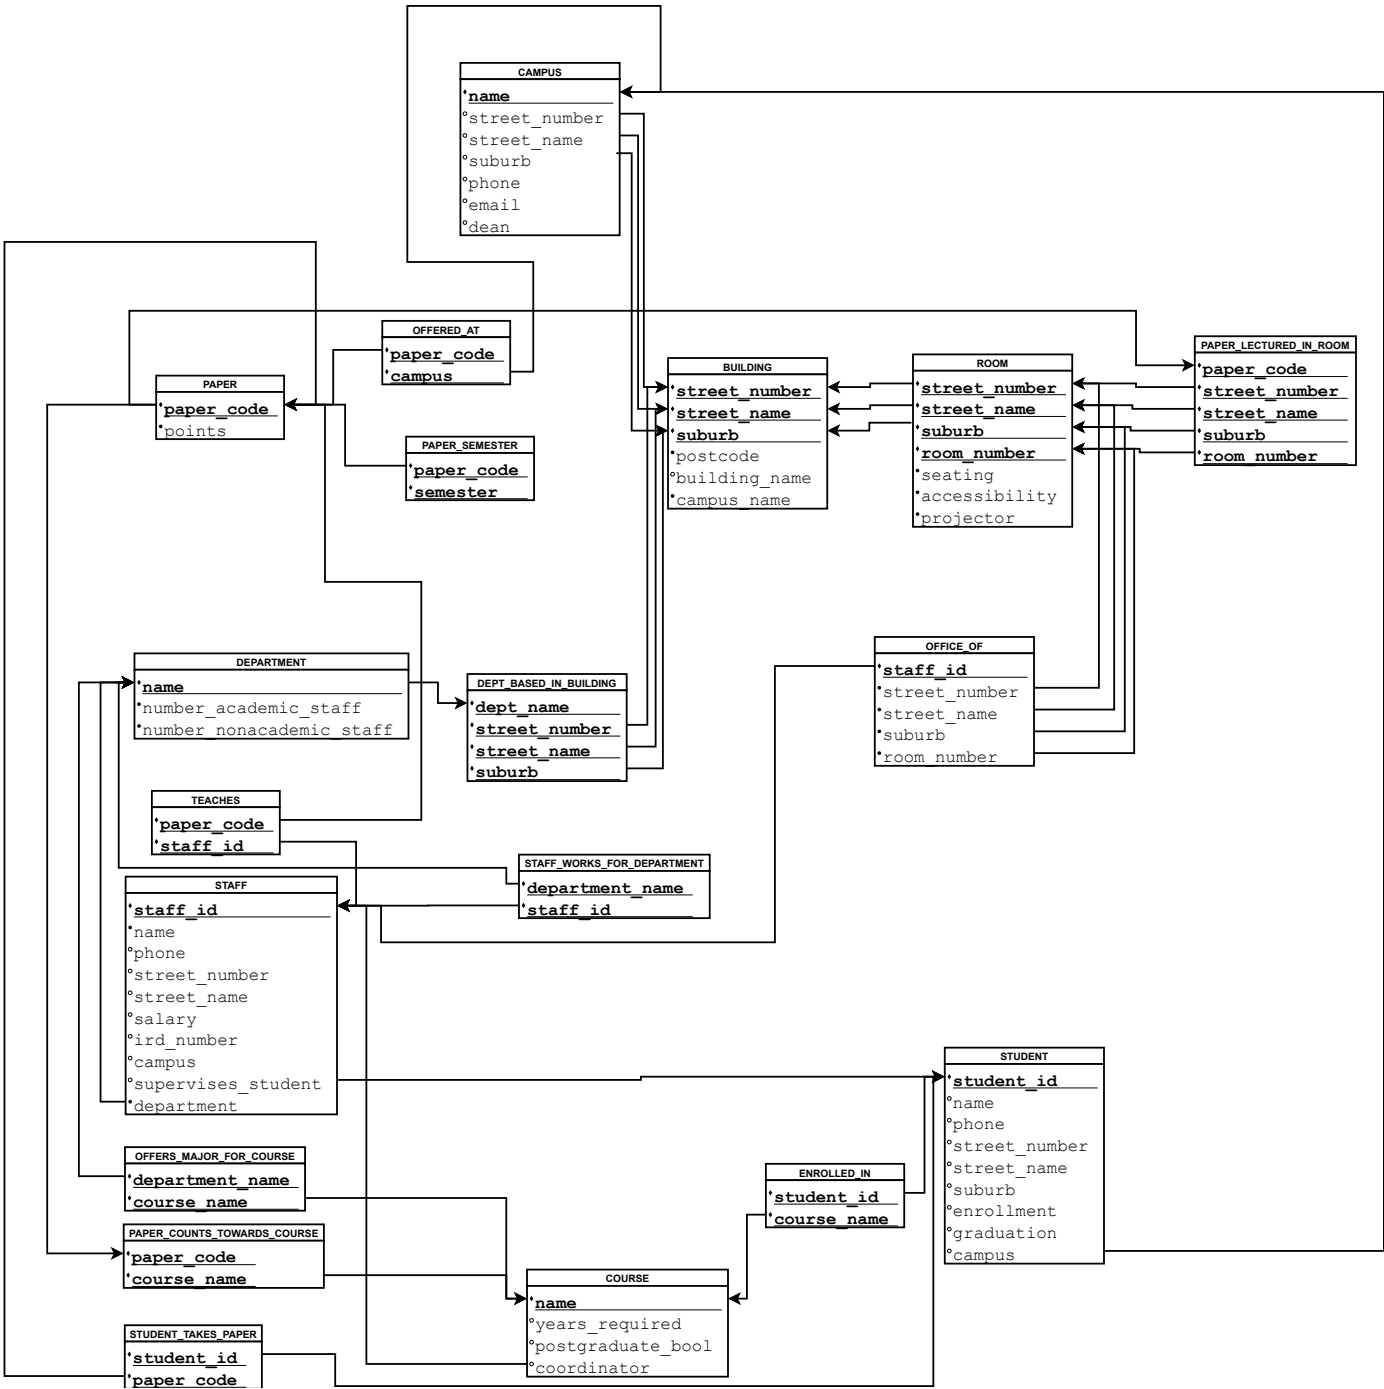 CAMPUS
name
street_number
street_name
suburb
phone
email
dean
OFFERED_AT
paper_code
campus
PAPER
paper_code
points
PAPER_SEMESTER
paper_code
semester
BUILDING
street_number
street_name
suburb
postcode
building_name
campus_name
ROOM
street_number
street_name
suburb
room_number
seating
accessibility
projector
PAPER_LECTURED_IN_ROOM
paper_code
street_number
street_name
suburb
room_number
DEPARTMENT
name
number_academic_staff
number_nonacademic_staff
DEPT_BASED_IN_BUILDING
dept_name
street_number
street_name
suburb
OFFICE_OF
staff_id
street_number
street_name
suburb
room_number
TEACHES
paper_code
staff_id
STAFF_WORKS_FOR_DEPARTMENT
department_name
staff_id
STAFF
staff_id
name
phone
street_number
street_name
salary
ird_number
campus
supervises_student
department
STUDENT
student_id
name
phone
street_number
street_name
suburb
enrollment
graduation
campus
OFFERS_MAJOR_FOR_COURSE
department_name
course_name
ENROLLED_IN
student_id
course_name
PAPER_COUNTS_TOWARDS_COURSE
paper_code
course_name
COURSE
name
years_required
postgraduate_bool
coordinator
STUDENT_TAKES_PAPER
student_id
paper_code